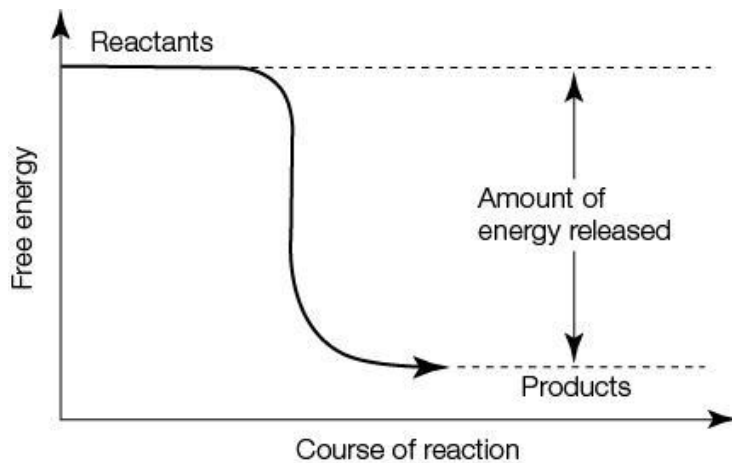 Reactants
Free energy
Amount of
energy released
Products
Course of reaction